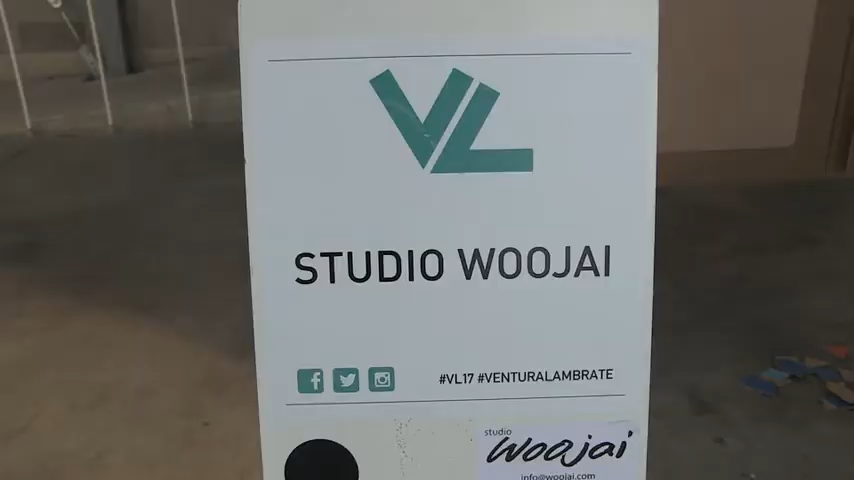 VL
STUDIO WOOJAI
#VL17 #VENTURALAMBRATE
studio
woojai
info@woojai.com